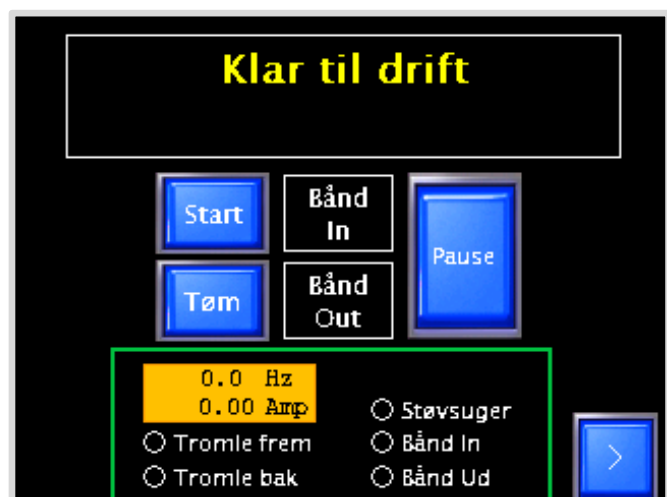 Klar til drift
Start
Bånd
In
Pause
Tøm
Bånd
Out
0.0 Hz
0.00 Amp
Støvsuger
Tromle frem
Bånd In
Tromle bak
Bånd Ud
>